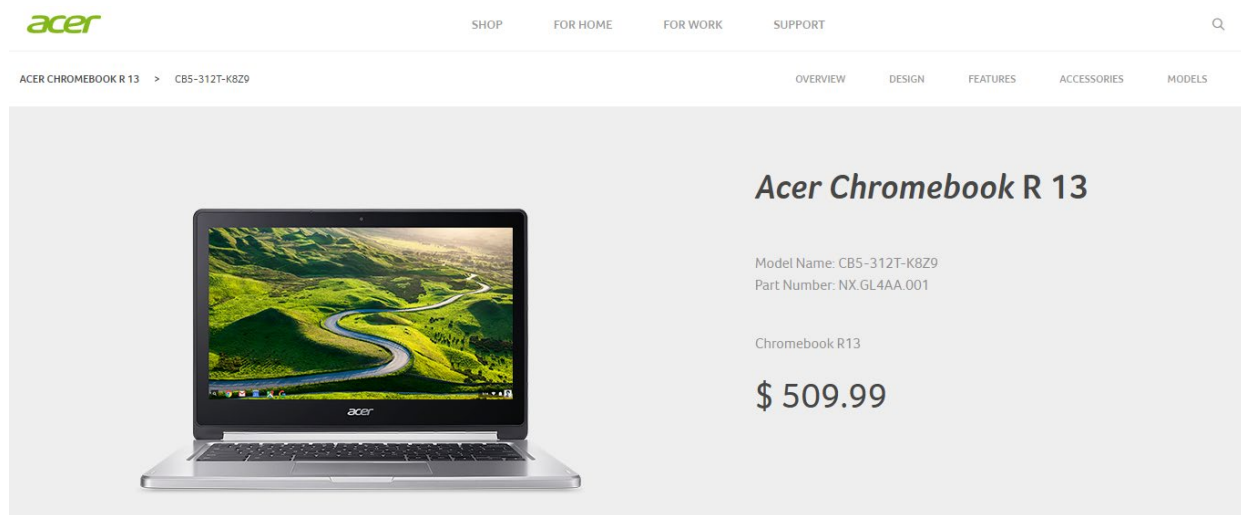 acer
SHOP FOR HOME FOR WORK SUPPORT
ACER CHROMEBOOK R 13 > CB5-312T-K8Z9
OVERVIEW DESIGN FEATURES ACCESSORIES MODELS
Acer Chromebook R 13
Model Name: CB5-312T-K8Z9
Part Number: NX.GL4AA.001
Chromebook R13
$ 509.99
acer